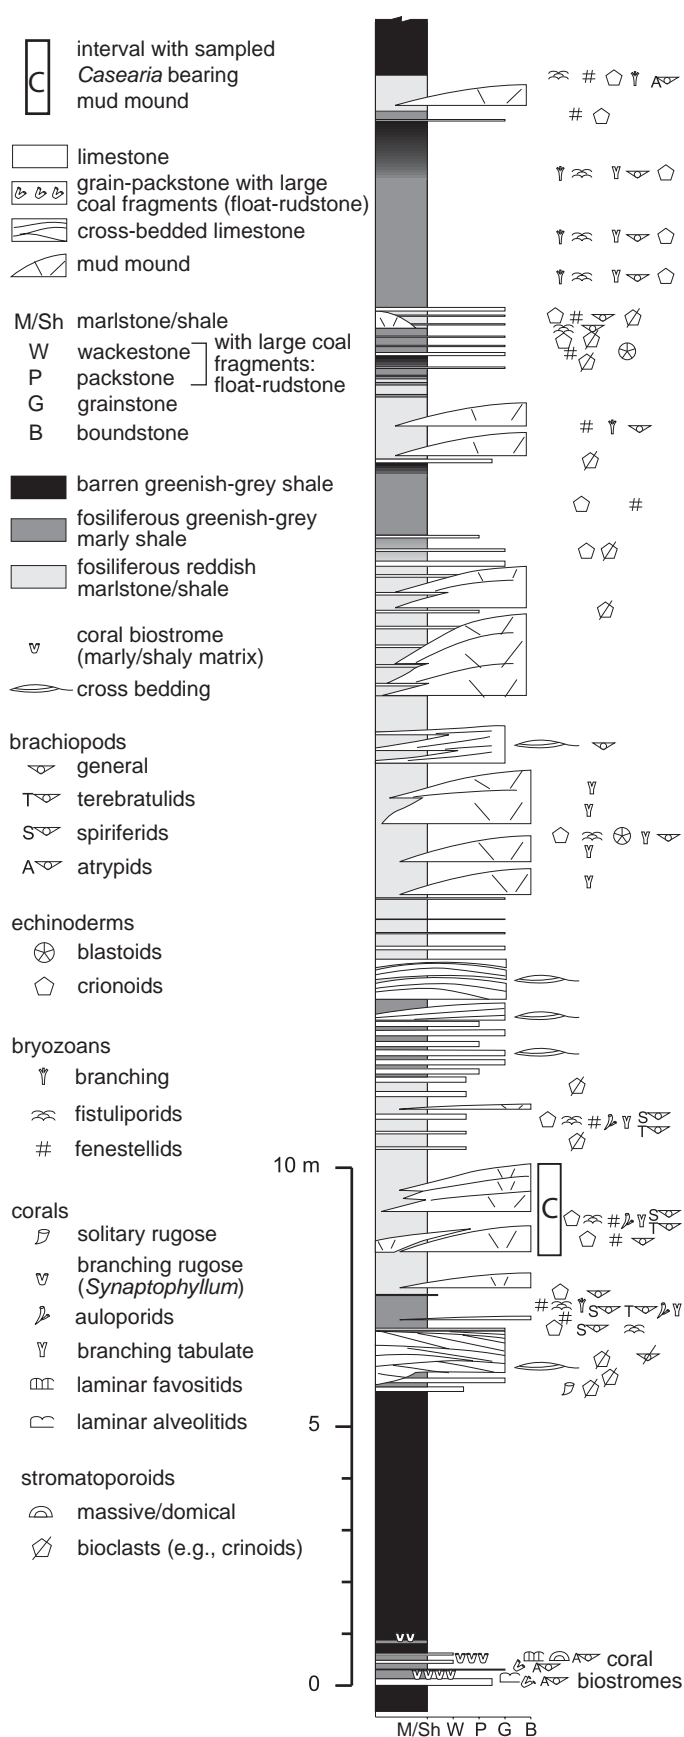 interval with sampled
Casearia bearing
mud mound
C
limestone
grain-packstone with large
coal fragments (float-rudstone)
cross-bedded limestone
mud mound
M/Sh marlstone/shale
W wackestone
P packstone
with large coal
fragments:
float-rudstone
G grainstone
B boundstone
barren greenish-grey shale
fosiliferous greenish-grey
marly shale
fosiliferous reddish
marlstone/shale
coral biostrome
(marly/shaly matrix)
cross bedding
brachiopods
general
T terebratulids
S spiriferids
A atrypids
echinoderms
blastoids
crionoids
bryozoans
branching
fistuliporids
# fenestellids
corals
solitary rugose
branching rugose
(Synaptophyllum)
auloporids
branching tabulate
laminar favositids
laminar alveolitids
stromatoporoids
massive/domical
bioclasts (e.g., crinoids)
A
S
T
10 m
C
S
T
S T
S
5
A coral
A
0
A biostromes
M/Sh W P G B